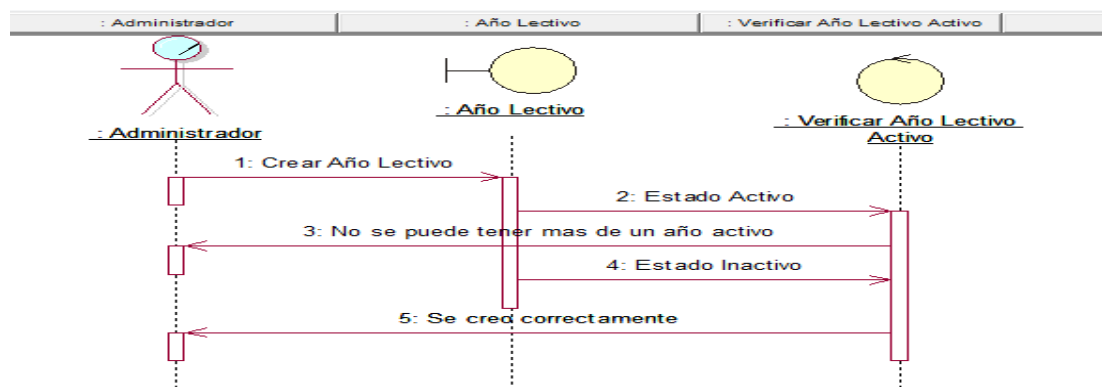 : Administrador
: Año Lectivo
: Verificar Año Lectivo Activo
: Administrador
: Año Lectivo
: Verificar Año Lectivo
Activo
1: Crear Año Lectivo
2: Estado Activo
3: No se puede tener mas de un año activo
4: Estado Inactivo
5: Se creo correctamente